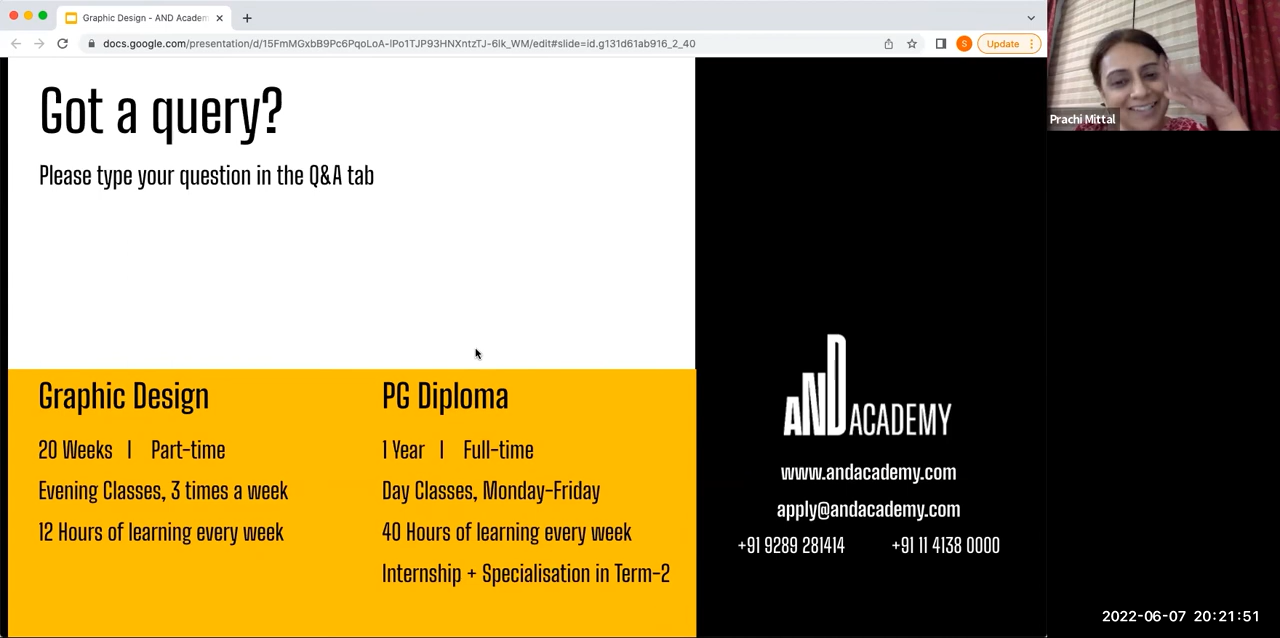 Graphic Design - AND Academ
docs.google.com/presentation/d/15FmMGxbB9Pc6PqoLoA-lPo1TJP93HNXntzTJ-6lk_WM/edit#slide=id.g131d61ab916_2_40
S
Update
Prachi Mittal
Got a query?
Please type your question in the Q&A tab
Graphic Design
20 Weeks | Part-time
Evening Classes, 3 times a week
12 Hours of learning every week
PG Diploma
1 Year | Full-time
Day Classes, Monday-Friday
40 Hours of learning every week
Internship + Specialisation in Term-2
AND ACADEMY
www.andacademy.com
apply@andacademy.com
+91 9289 281414 +91 11 4138 0000
2022-06-07 20:21:51